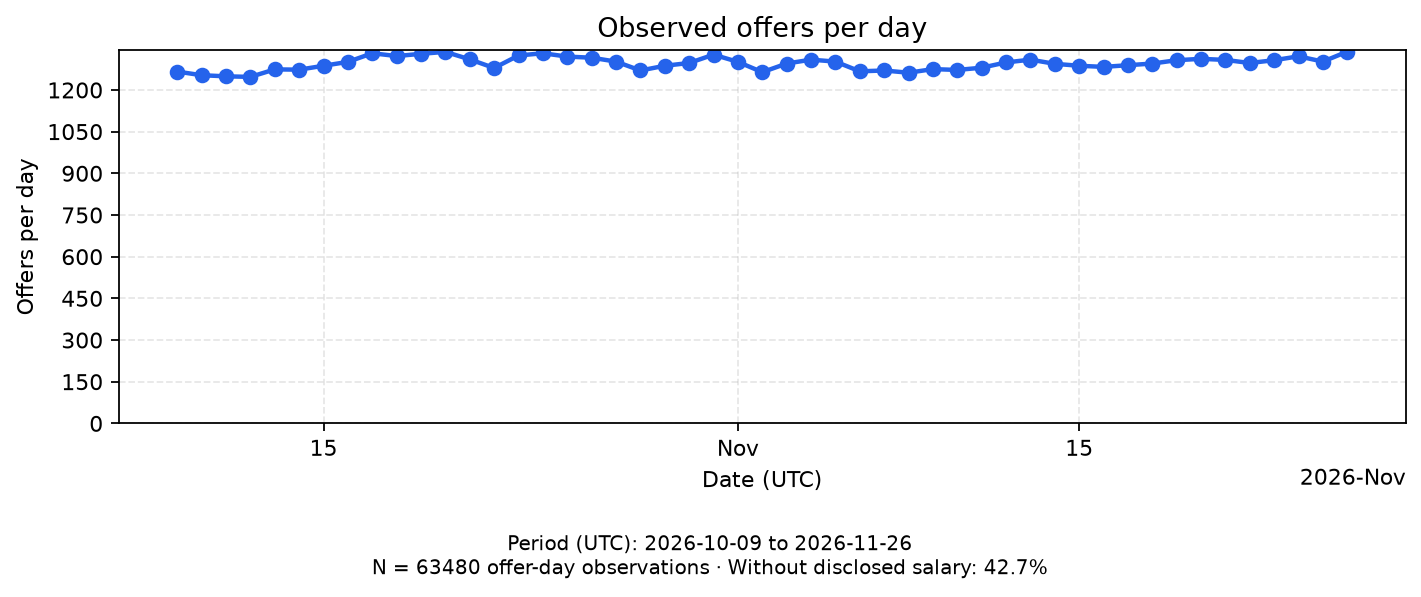 Observed offers per day
1200
1050
900
750
600
450
300
150
0
Offers per day
15
Nov
15
Date (UTC)
2026-Nov
Period (UTC): 2026-10-09 to 2026-11-26
N = 63480 offer-day observations · Without disclosed salary: 42.7%